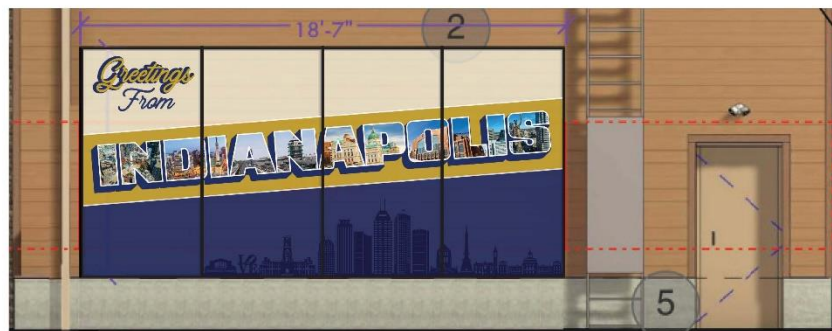 18'-7"
2
Greetings
From
INDIANAPOLIS
5